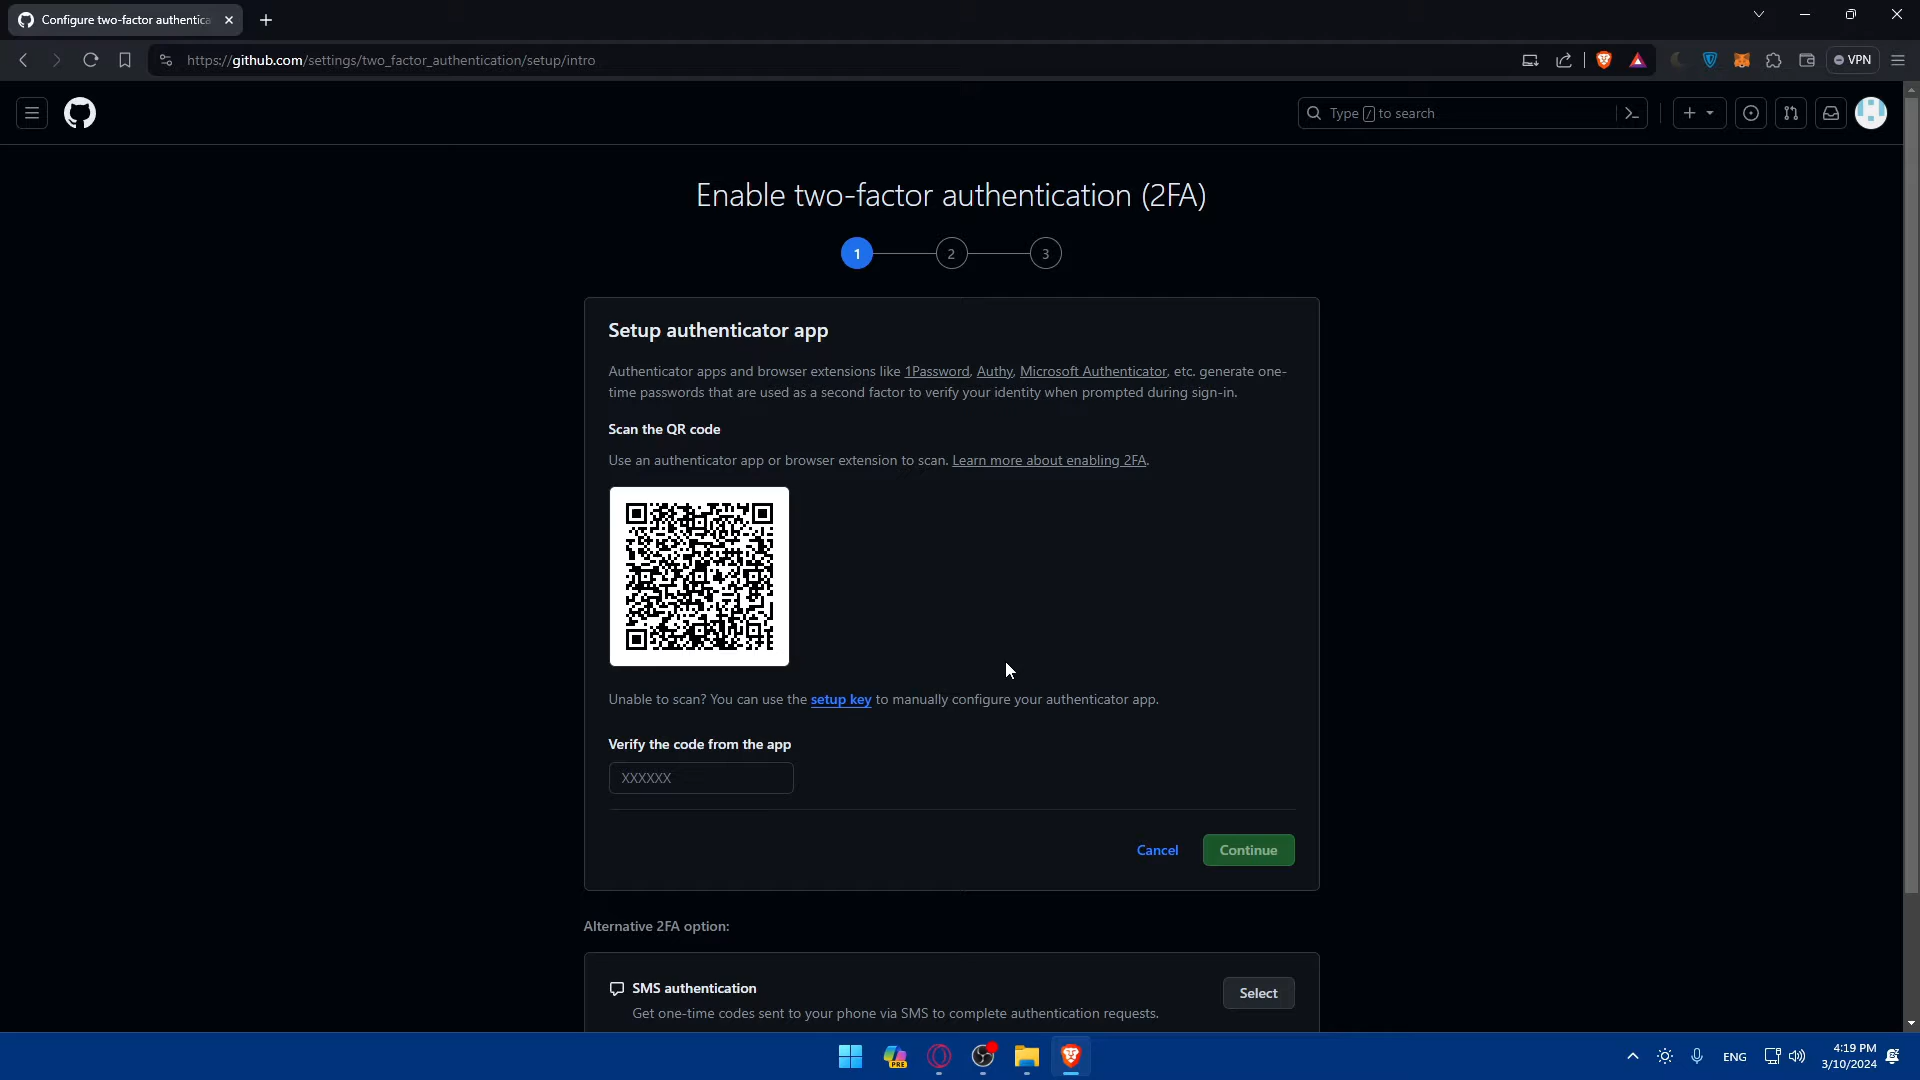 Configure two-factor authentica
https://github.com/settings/two_factor_authentication/setup/intro
VPN
Type / to search
Enable two-factor authentication (2FA)
1 2 3
Setup authenticator app
Authenticator apps and browser extensions like 1Password, Authy, Microsoft Authenticator, etc. generate one-
time passwords that are used as a second factor to verify your identity when prompted during sign-in.
Scan the QR code
Use an authenticator app or browser extension to scan. Learn more about enabling 2FA.
Unable to scan? You can use the setup key to manually configure your authenticator app.
Verify the code from the app
XXXXXX
Cancel Continue
Alternative 2FA option:
SMS authentication
Select
Get one-time codes sent to your phone via SMS to complete authentication requests.
PRE
ENG
4:19 PM
3/10/2024